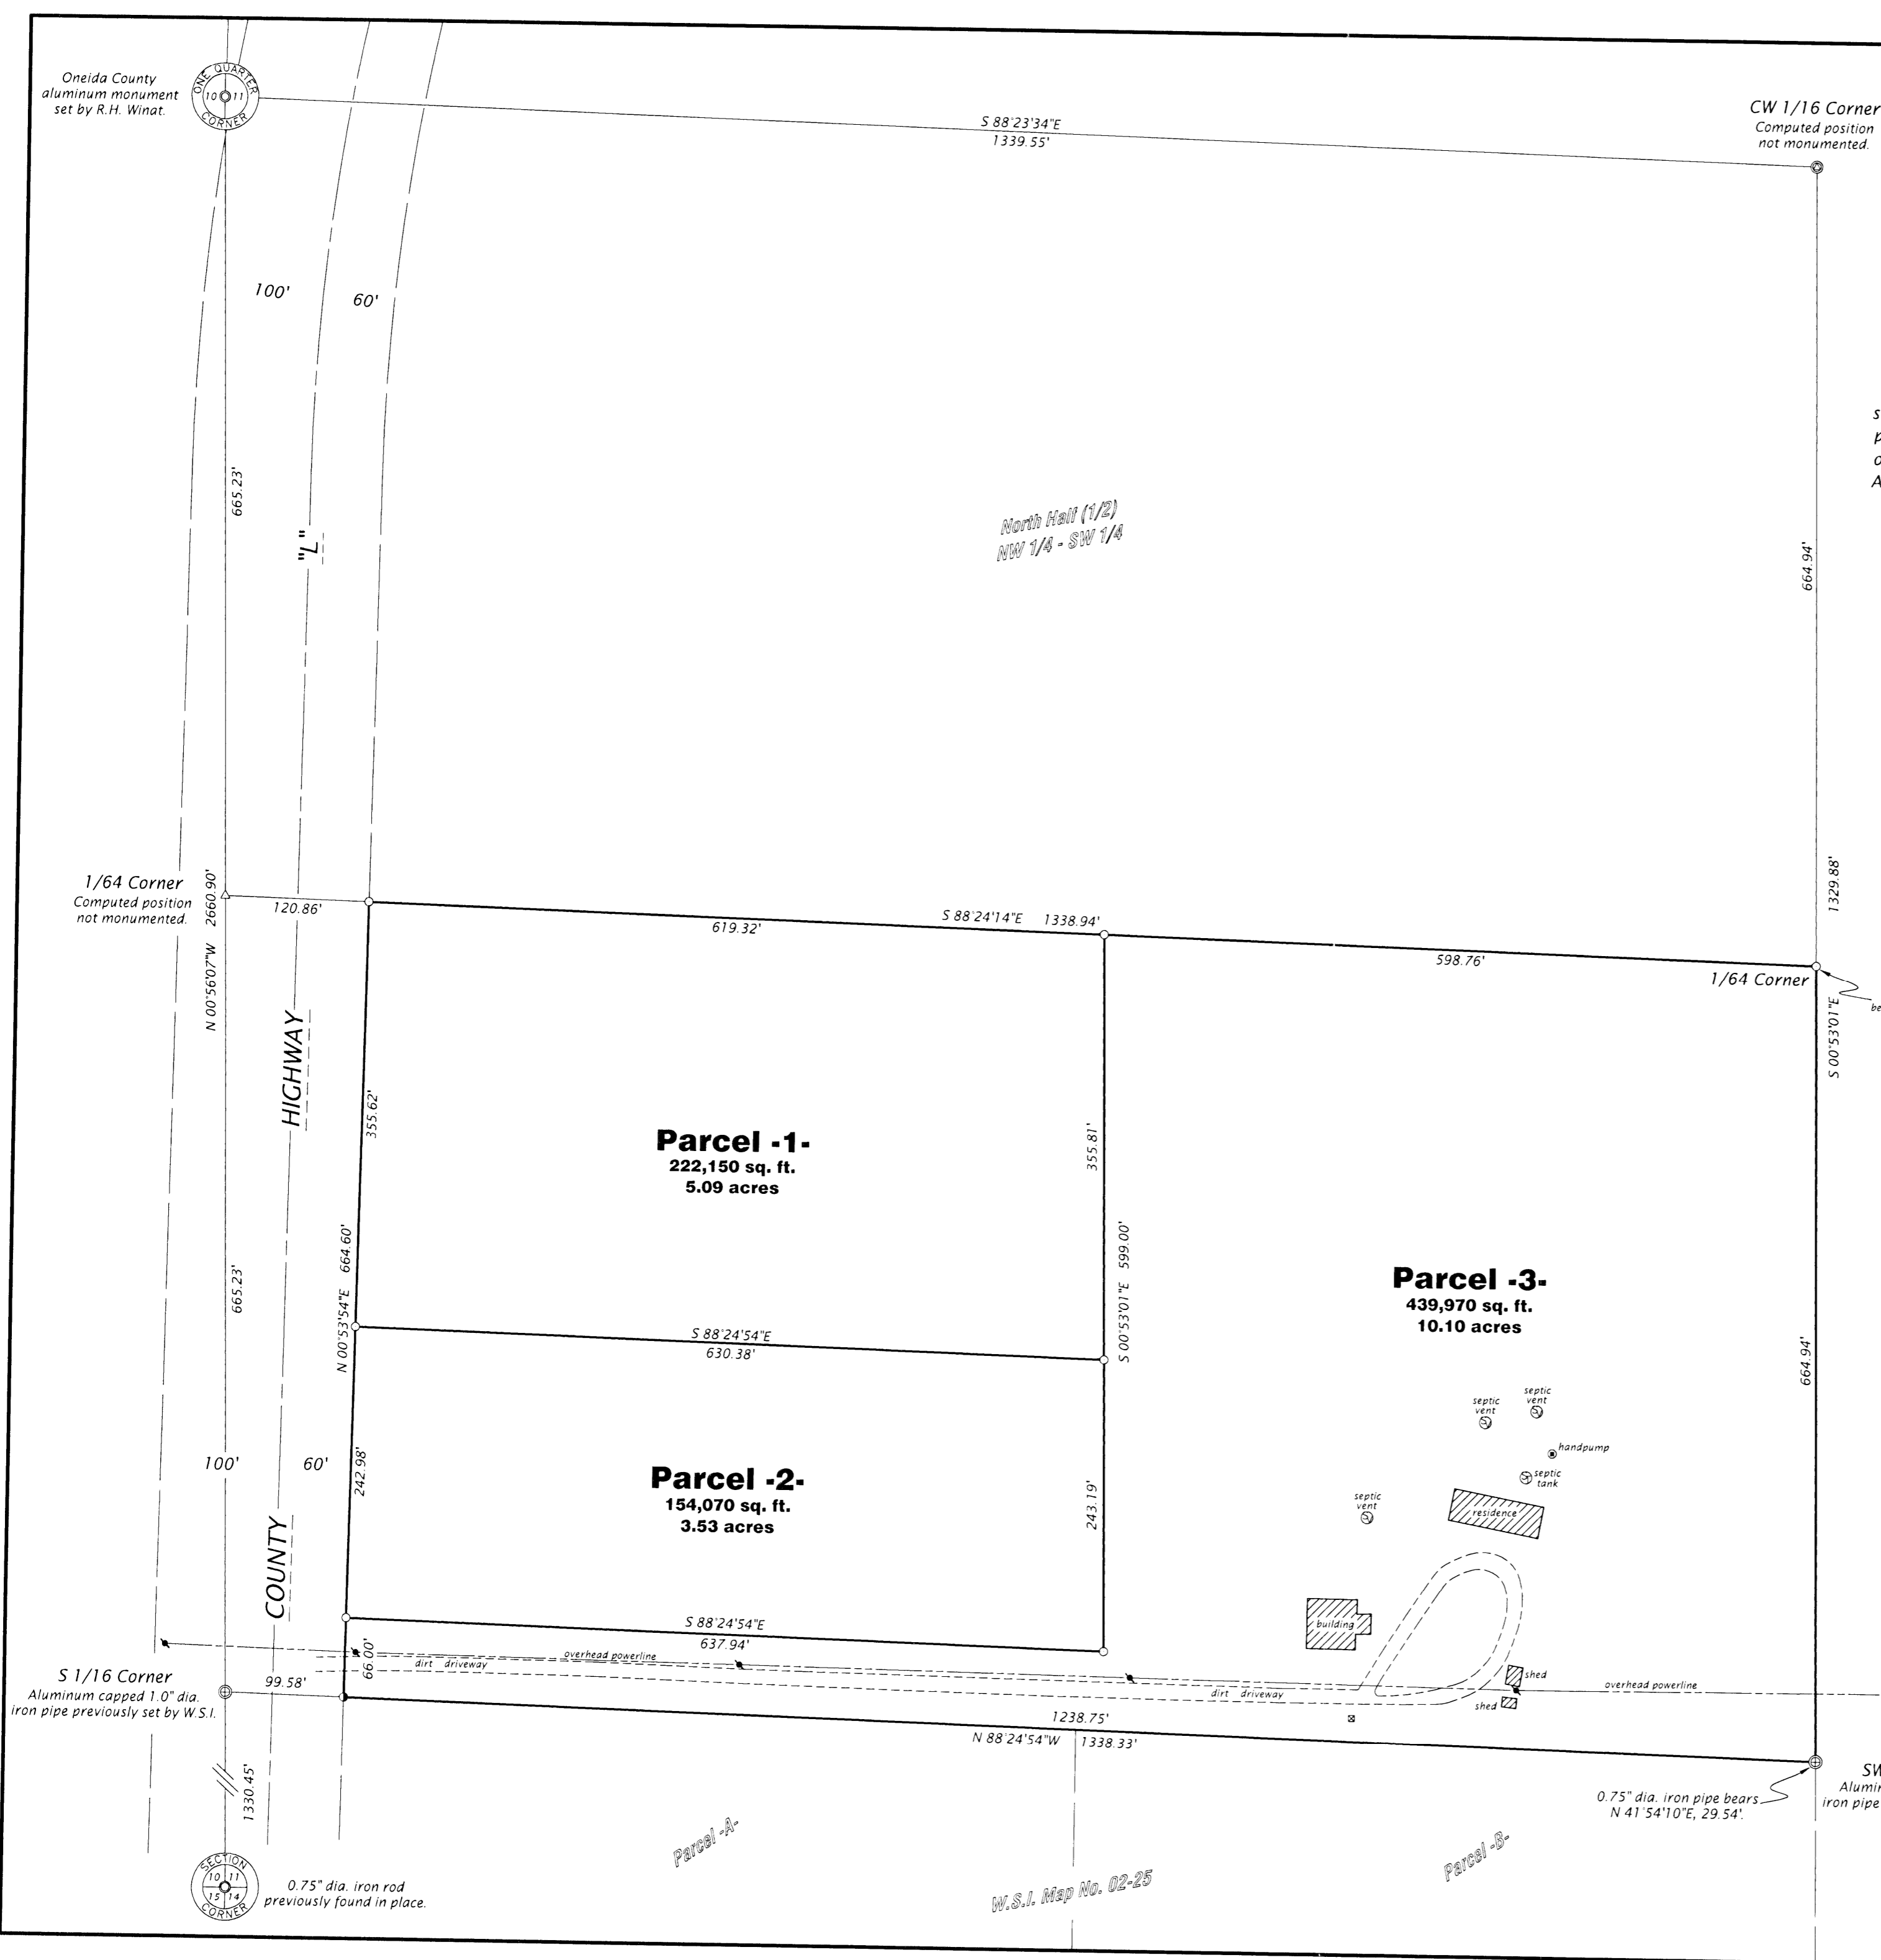 Oneida County
aluminum monument
set by R.H. Winat.
ONE QUARTER
10 11
CORNER
S 88°23'34"E
1339.55'
CW 1/16 Corner
Computed position
not monumented.
100'
60'
665.23'
"L"
North Half (1/2)
NW 1/4 - SW 1/4
664.94'
1/64 Corner
Computed position
not monumented.
N 00°56'07"W 2660.90'
120.86'
619.32'
S 88°24'14"E 1338.94'
598.76'
1/64 Corner
1329.88'
S 00°53'01"E
be
HIGHWAY
355.62'
Parcel -1-
222,150 sq. ft.
5.09 acres
355.81'
665.23'
N 00°53'54"E 664.60'
S 00°53'01"E 599.00'
S 88°24'54"E
630.38'
Parcel -3-
439,970 sq. ft.
10.10 acres
664.94'
100'
60'
242.98'
Parcel -2-
154,070 sq. ft.
3.53 acres
243.19'
septic
vent
septic
vent
handpump
septic
tank
septic
vent
residence
building
COUNTY
S 88°24'54"E
637.94'
66.00'
overhead powerline
dirt driveway
dirt driveway
shed
shed
overhead powerline
S 1/16 Corner
Aluminum capped 1.0" dia.
iron pipe previously set by W.S.I.
99.58'
1238.75'
N 88°24'54"W 1338.33'
1330.45'
0.75" dia. iron pipe bears
N 41°54'10"E, 29.54'.
SW
iron pipe
Parcel -A-
Parcel -B-
W.S.I. Map No. 02-25
SECTION
10 11
15 14
CORNER
0.75" dia. iron rod
previously found in place.